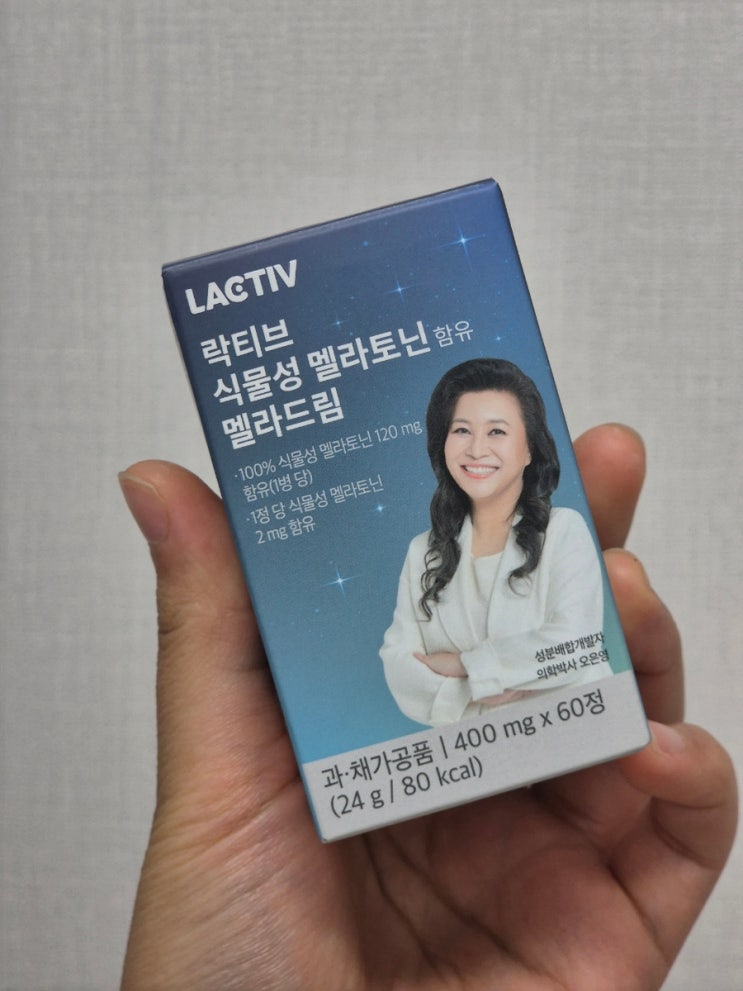 LACTIV
락티브
식물성 멜라토닌 함유
멜라드림
·100% 식물성 멜라토닌 120 mg
함유(1병 당)
·1정 당 식물성 멜라토닌
2 mg 함유
성분배합개발자
의학박사 오은영
과·채가공품 | 400 mg x 60정
(24 g / 80 kcal)